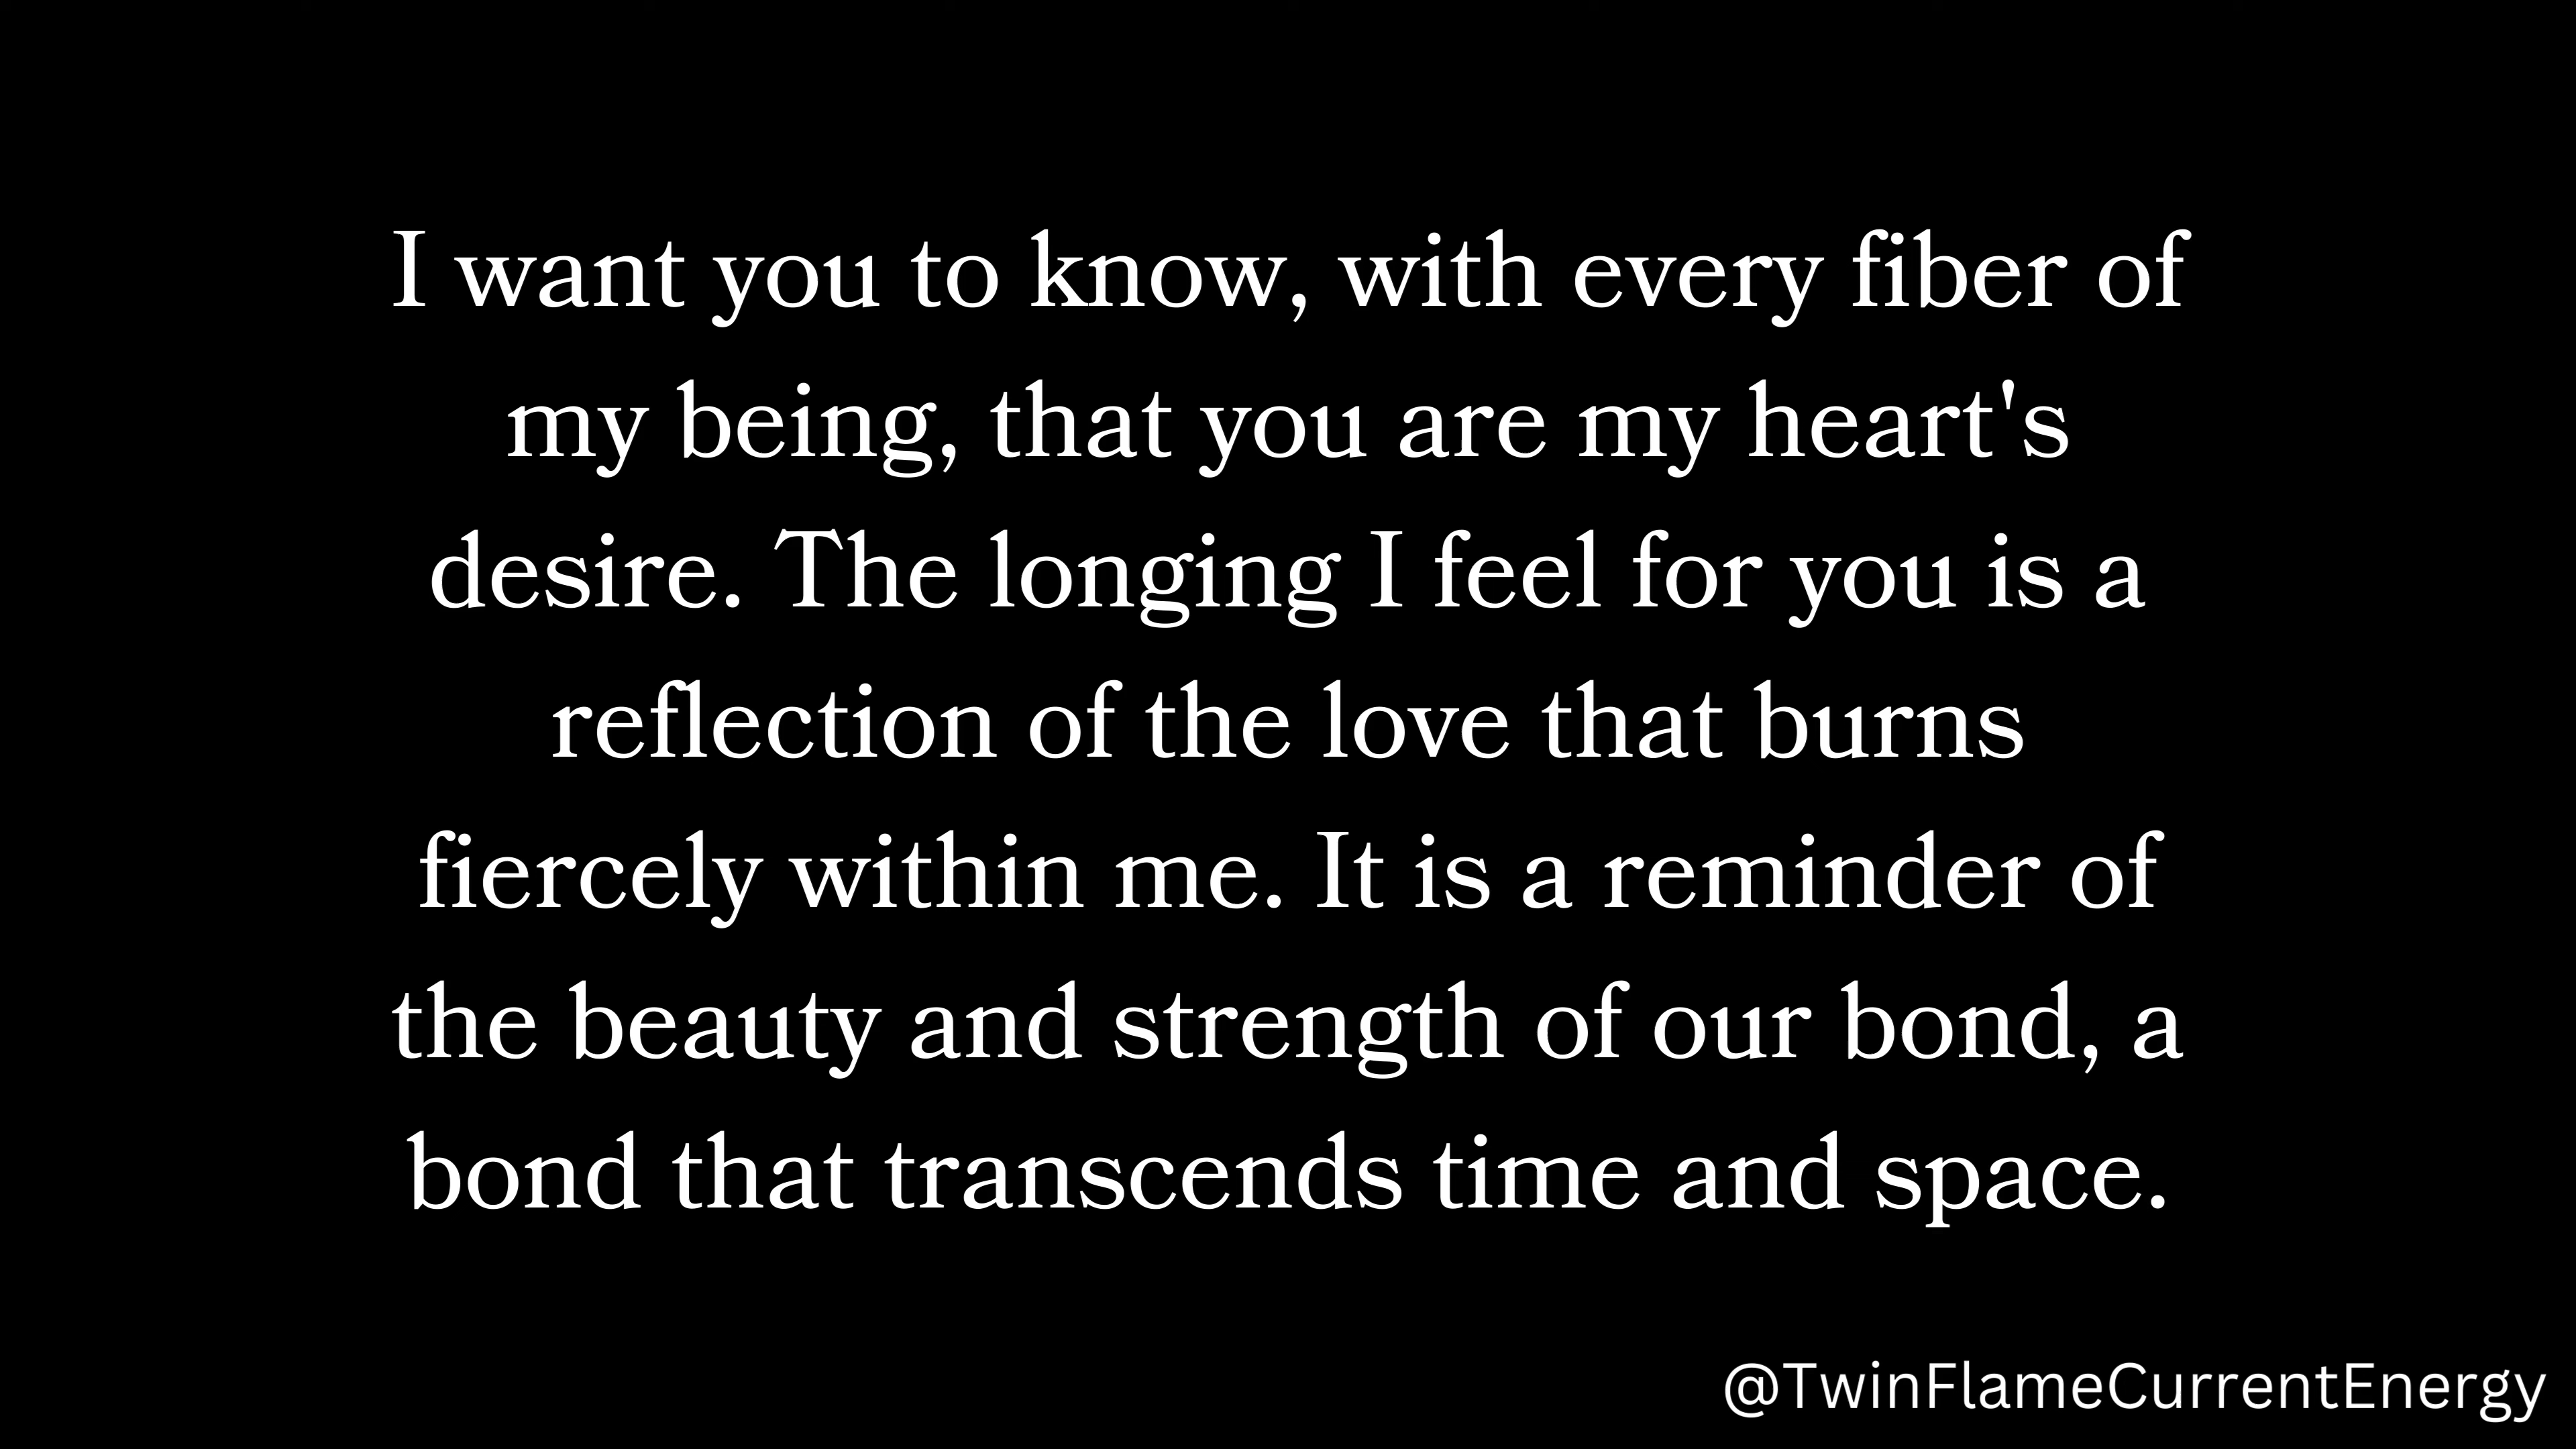 I want you to know, with every fiber of
my being, that you are my heart's
desire. The longing I feel for you is a
reflection of the love that burns
fiercely within me. It is a reminder of
the beauty and strength of our bond, a
bond that transcends time and space.
@TwinFlameCurrentEnergy